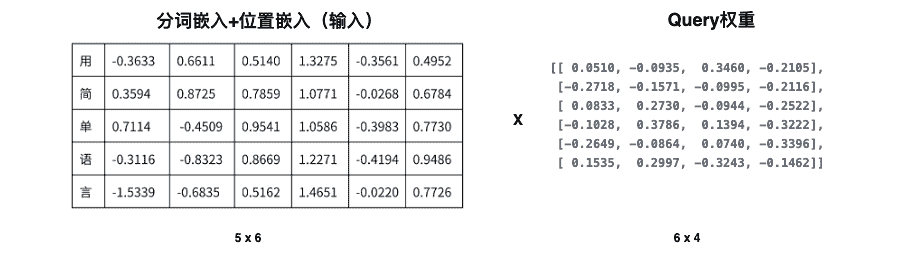 分词嵌入+位置嵌入（输入）
用 -0.3633 0.6611 0.5140 1.3275 -0.3561 0.4952
简 0.3594 0.8725 0.7859 1.0771 -0.0268 0.6784
单 0.7114 -0.4509 0.9541 1.0586 -0.3983 0.7730
语 -0.3116 -0.8323 0.8669 1.2271 -0.4194 0.9486
言 -1.5339 -0.6835 0.5162 1.4651 -0.0220 0.7726
5 x 6
X
Query权重
[[ 0.0510, -0.0935, 0.3460, -0.2105],
[-0.2718, -0.1571, -0.0995, -0.2116],
[ 0.0833, 0.2730, -0.0944, -0.2522],
[-0.1028, 0.3786, 0.1394, -0.3222],
[-0.2649, -0.0864, 0.0740, -0.3396],
[ 0.1535, 0.2997, -0.3243, -0.1462]]
6 x 4